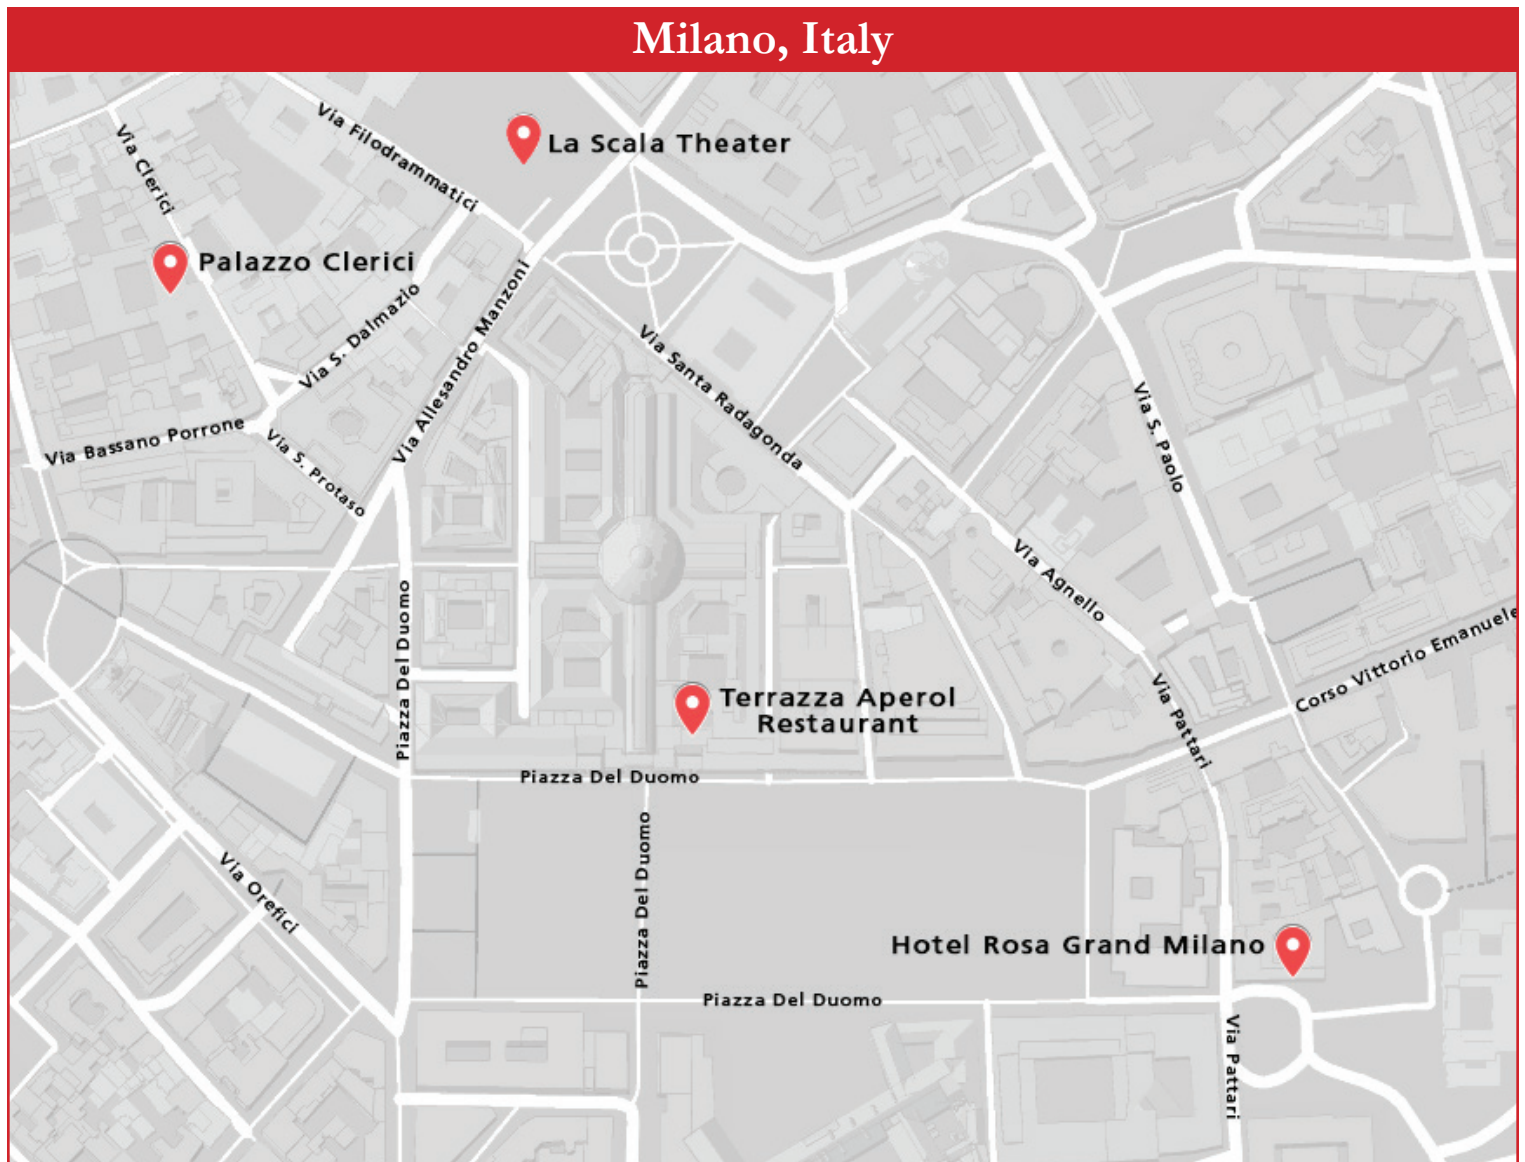 Milano, Italy
Via Filodrammatici
La Scala Theater
Via Clerici
Palazzo Clerici
Via S. Dalmazio
Via Allesandro Manzoni
Via Santa Radagonda
Via S. Paolo
Via Bassano Porrone
Via S. Protaso
Via Agnello
Piazza Del Duomo
Corso Vittorio Emanuele
Via Pattari
Terrazza Aperol
Restaurant
Piazza Del Duomo
Piazza Del Duomo
Via Orefici
Hotel Rosa Grand Milano
Piazza Del Duomo
Via Pattari